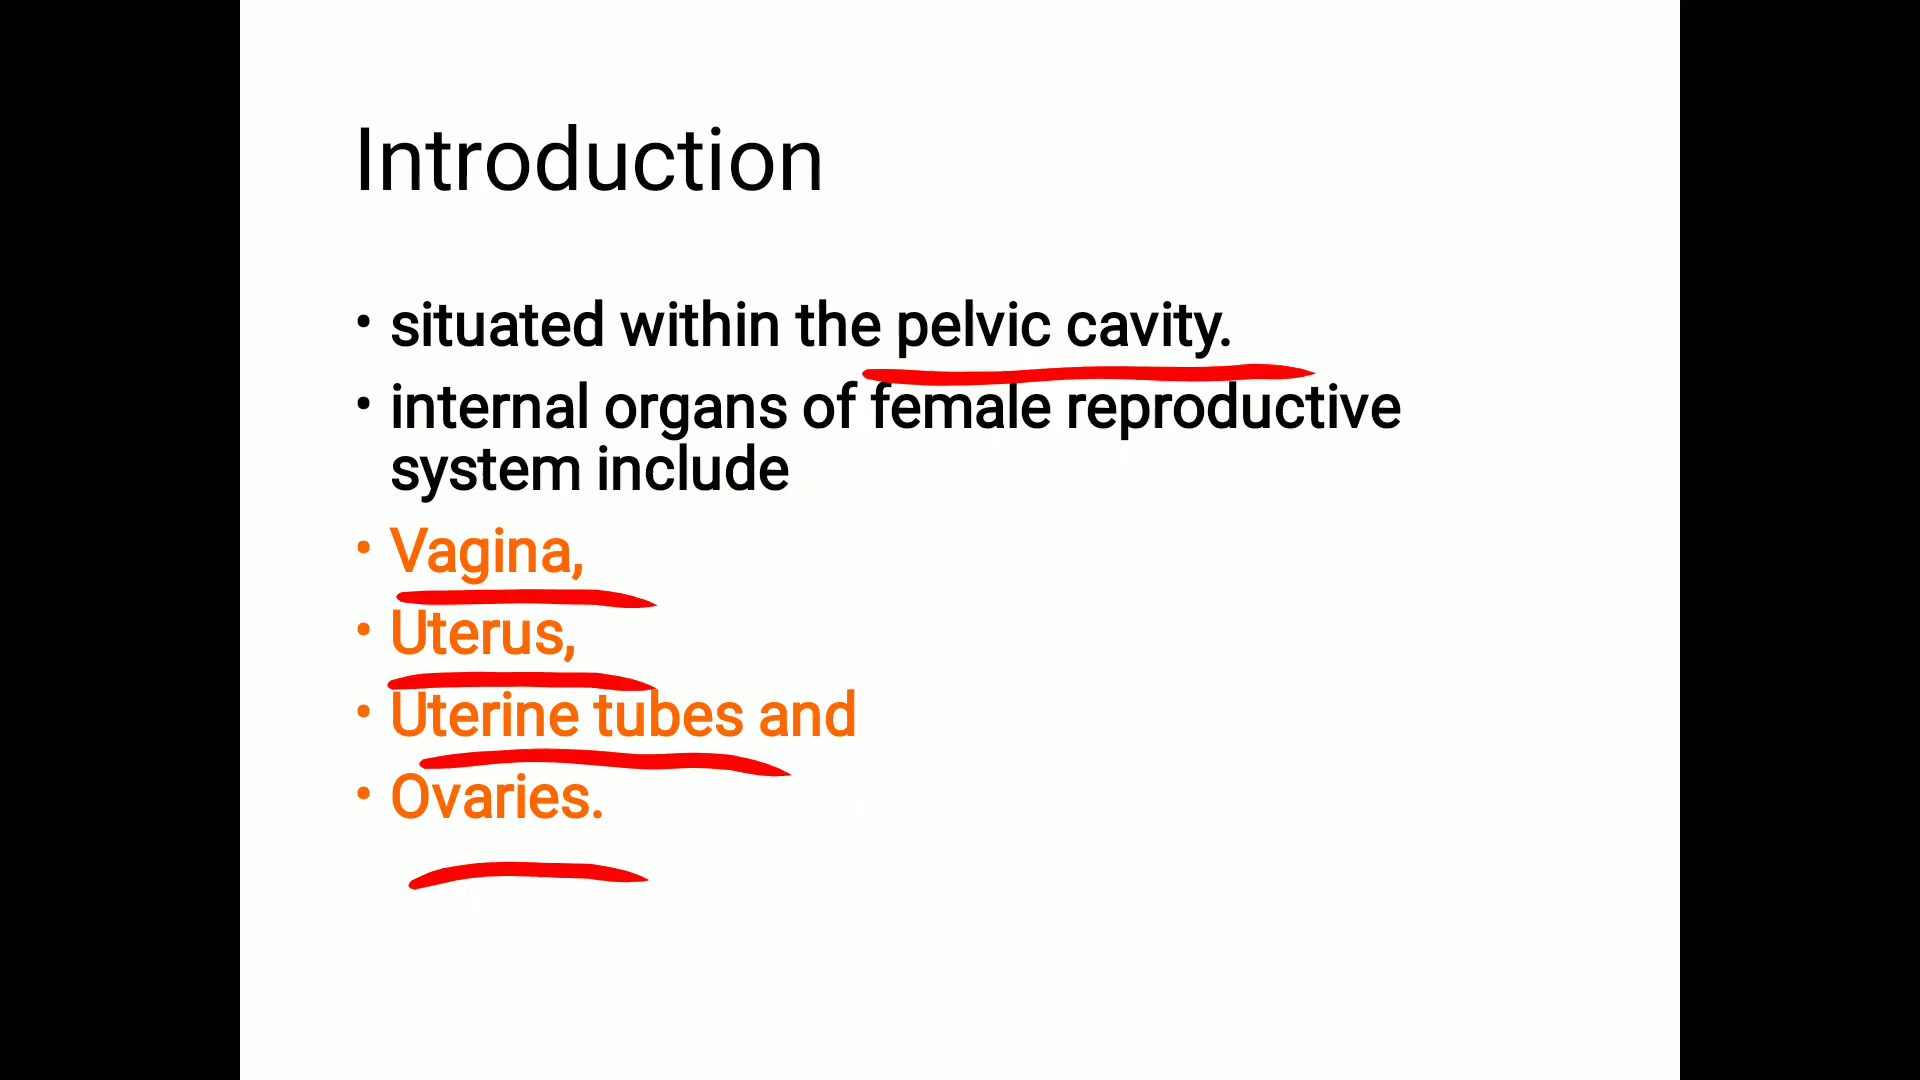 Introduction
• situated within the pelvic cavity.
• internal organs of female reproductive
system include
• Vagina,
• Uterus,
• Uterine tubes and
• Ovaries.